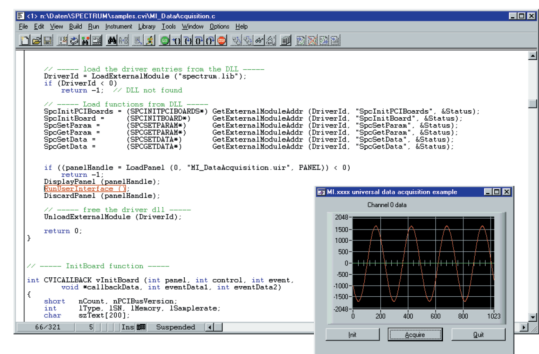 <1> n:\Daten\SPECTRUM\samples.cvi\MI_DataAcquisition.c
File Edit View Build Run Instrument Library Tools Window Options Help
// ----- load the driver entries from the DLL -----
DriverId = LoadExternalModule ("spectrum.lib");
if (DriverId < 0)
return -1; // DLL not found
// ----- Load functions from DLL -----
SpcInitPCIBoards = (SPCINITPCIBOARDS*) GetExternalModuleAddr (DriverId, "SpcInitPCIBoards", &Status);
SpcInitBoard = (SPCINITBOARD*) GetExternalModuleAddr (DriverId, "SpcInitBoard", &Status);
SpcSetParam = (SPCSETPARAM*) GetExternalModuleAddr (DriverId, "SpcSetParam", &Status);
SpcGetParam = (SPCGETPARAM*) GetExternalModuleAddr (DriverId, "SpcGetParam", &Status);
SpcSetData = (SPCSETDATA*) GetExternalModuleAddr (DriverId, "SpcSetData", &Status);
SpcGetData = (SPCGETDATA*) GetExternalModuleAddr (DriverId, "SpcGetData", &Status);
if ((panelHandle = LoadPanel (0, "MI_DataAcquisition.uir", PANEL)) < 0)
return -1;
DisplayPanel (panelHandle);
RunUserInterface ();
DiscardPanel (panelHandle);
// ----- free the driver dll -----
UnloadExternalModule (DriverId);
return 0;
}
// ----- InitBoard function -----
int CVICALLBACK vInitBoard (int panel, int control, int event,
void *callbackData, int eventData1, int eventData2)
{
short nCount, nPCIBusVersion;
int lType, lSN, lMemory, lSamplerate;
char szText[200];
66/321 5 Ins Suspended
MI.xxxx universal data acquisition example
Channel 0 data
2048
1500
1000
500
0
-500
-1000
-1500
-2048
0 200 400 600 800 1023
Init Acquire Quit